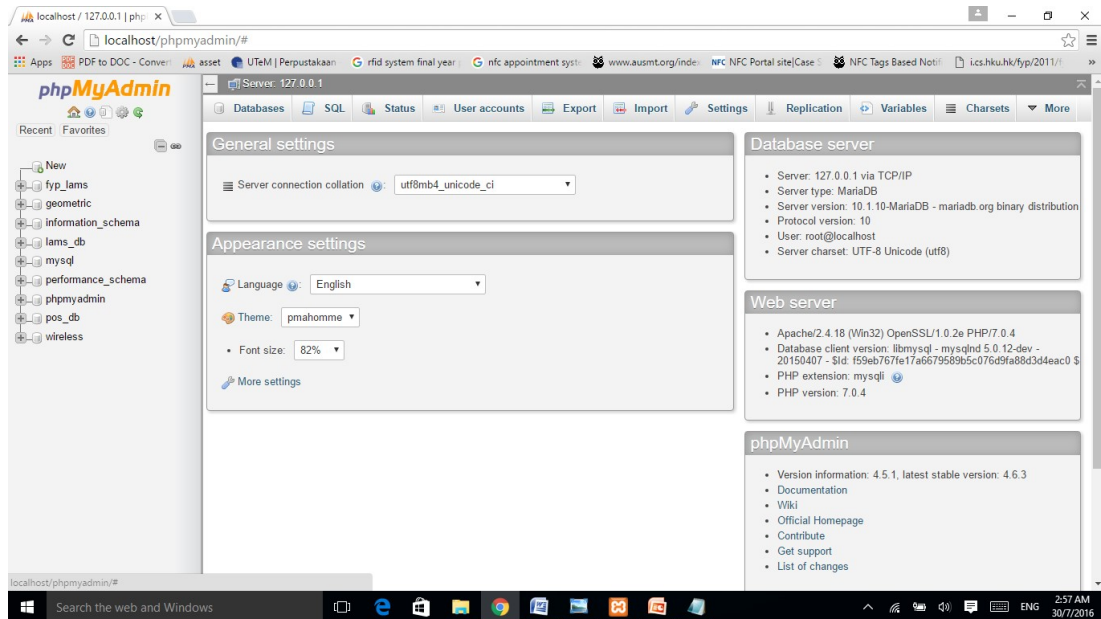 localhost / 127.0.0.1 | php
localhost/phpmyadmin/#
Apps PDF to DOC - Convert asset UTeM | Perpustakaan rfid system final year nfc appointment syste www.ausmt.org/index NFC NFC Portal site|Case S NFC Tags Based Notifi i.cs.hku.hk/fyp/2011/f »
phpMyAdmin
Recent Favorites
New
fyp_lams
geometric
information_schema
lams_db
mysql
performance_schema
phpmyadmin
pos_db
wireless
Server: 127.0.0.1
Databases SQL Status User accounts Export Import Settings Replication Variables Charsets More
General settings
Server connection collation : utf8mb4_unicode_ci
Appearance settings
Language : English
Theme: pmahomme
• Font size: 82%
More settings
Database server
• Server: 127.0.0.1 via TCP/IP
• Server type: MariaDB
• Server version: 10.1.10-MariaDB - mariadb.org binary distribution
• Protocol version: 10
• User: root@localhost
• Server charset: UTF-8 Unicode (utf8)
Web server
• Apache/2.4.18 (Win32) OpenSSL/1.0.2e PHP/7.0.4
• Database client version: libmysql - mysqlnd 5.0.12-dev -
20150407 - $Id: f59eb767fe17a6679589b5c076d9fa88d3d4eac0 $
• PHP extension: mysqli
• PHP version: 7.0.4
phpMyAdmin
• Version information: 4.5.1, latest stable version: 4.6.3
• Documentation
• Wiki
• Official Homepage
• Contribute
• Get support
• List of changes
localhost/phpmyadmin/#
Search the web and Windows
ENG
2:57 AM
30/7/2016